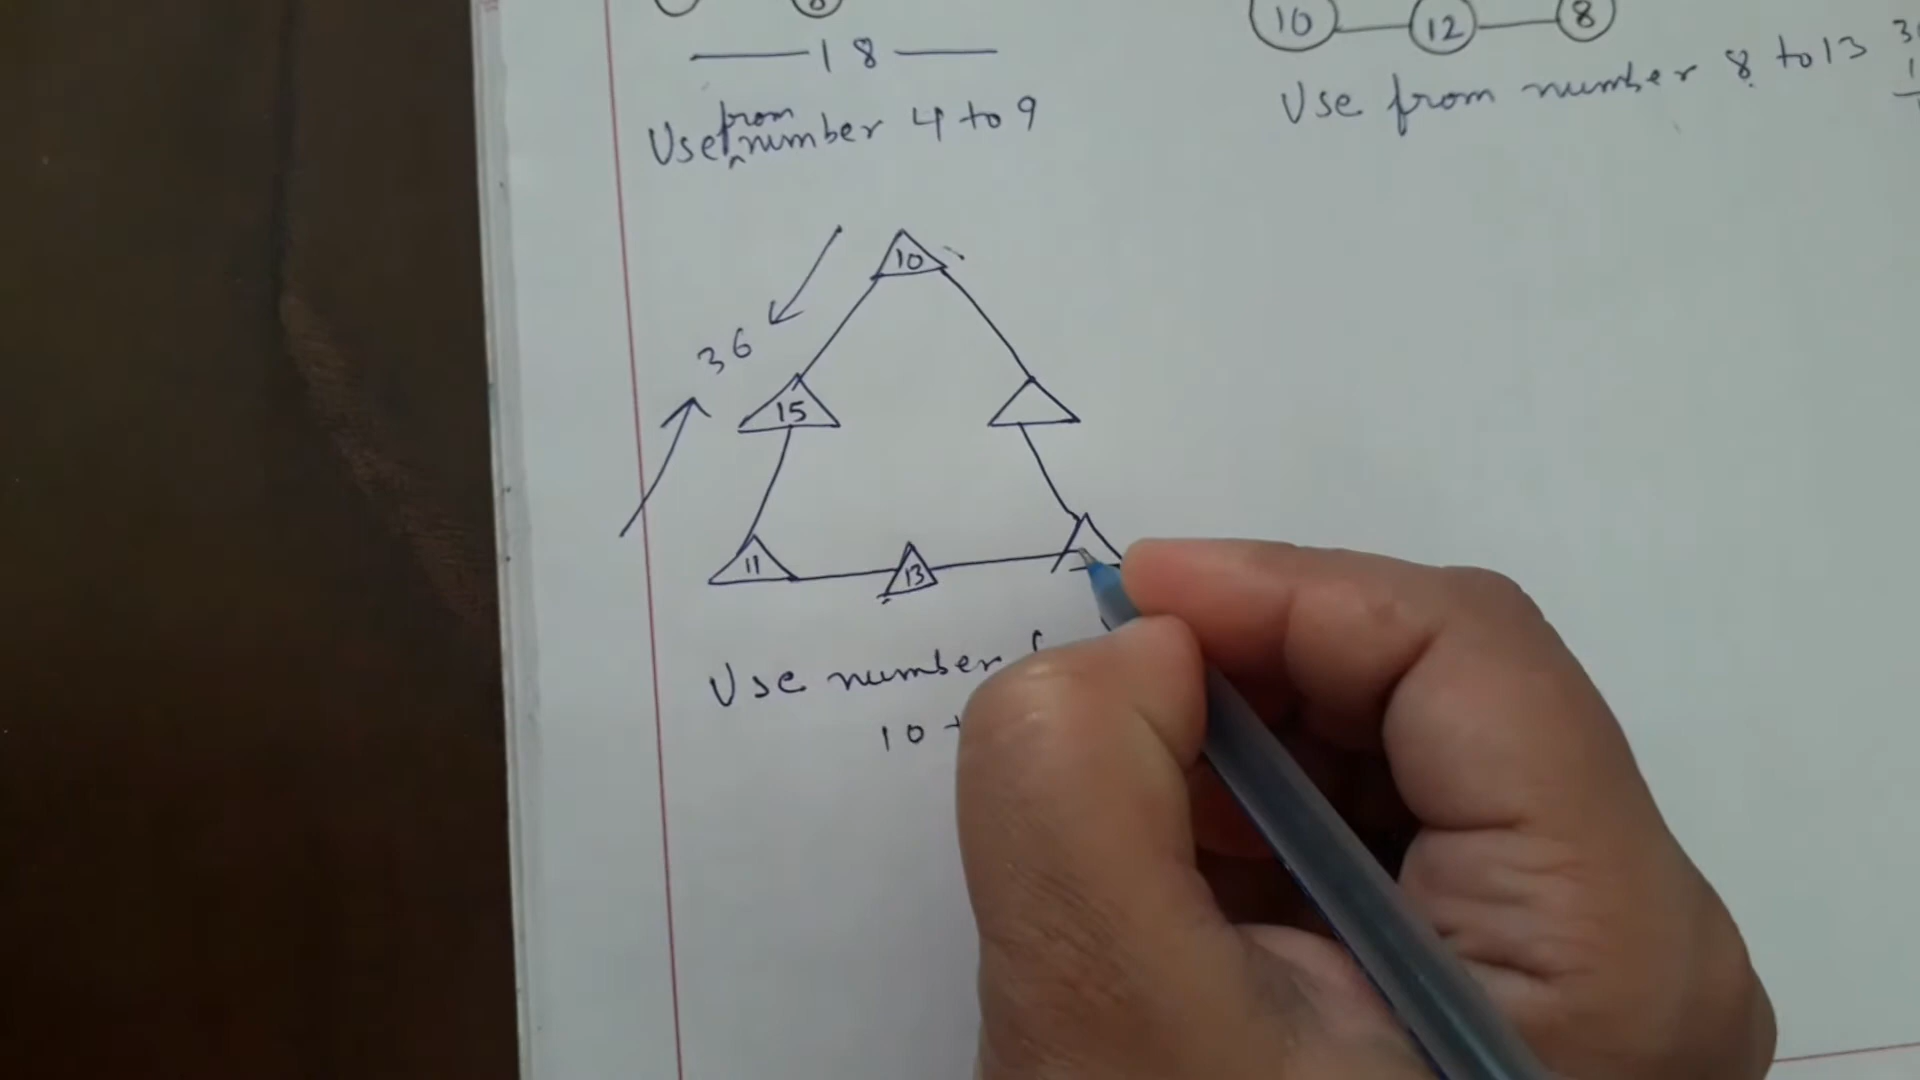 10 12 8
18
Use from number 4 to 9
Use from number 8 to 13
10
36
15
11
13
Use number
10